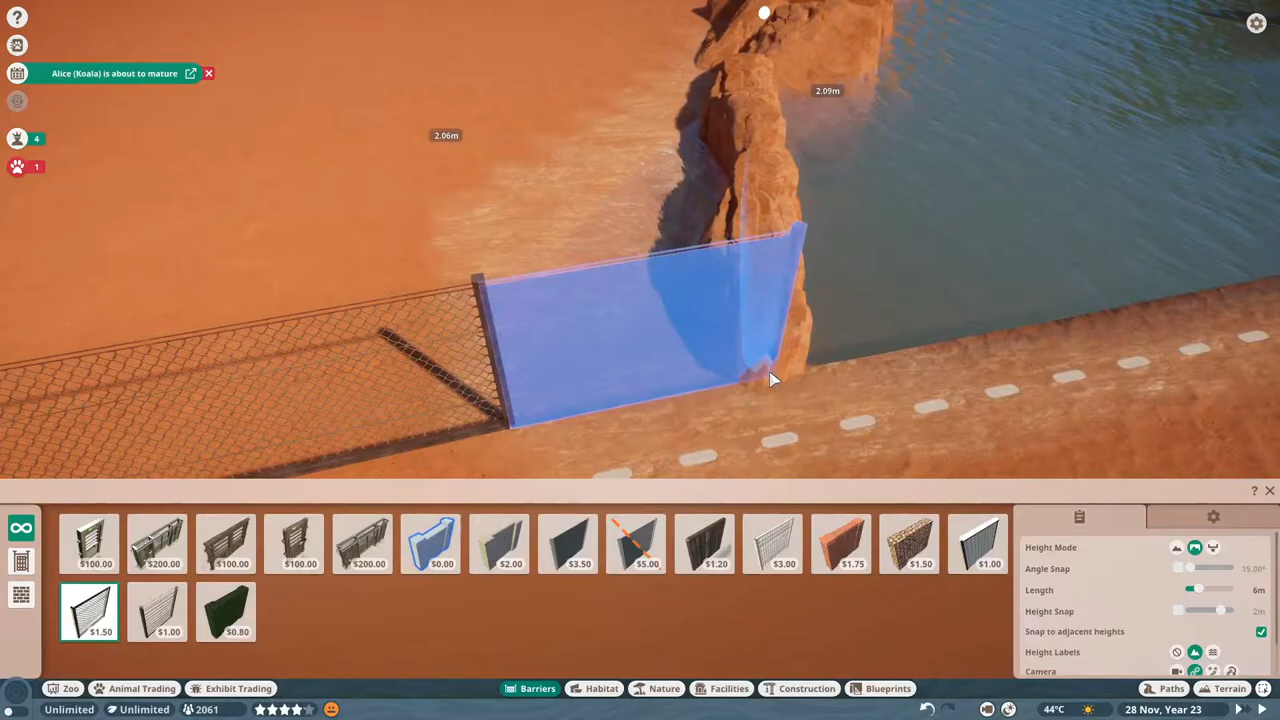 ?
Alice (Koala) is about to mature
4
1
2.09m
2.06m
?
$100.00
$200.00
$100.00
$100.00
$200.00
$0.00
$2.00
$3.50
$5.00
$1.20
$3.00
$1.75
$1.50
$1.00
$1.50
$1.00
$0.80
Height Mode
Angle Snap 15.00°
Length 6m
Height Snap 2m
Snap to adjacent heights
Height Labels
Camera
Zoo
Animal Trading
Exhibit Trading
Barriers
Habitat
Nature
Facilities
Construction
Blueprints
Paths
Terrain
Unlimited
Unlimited
2061
44°C
28 Nov, Year 23